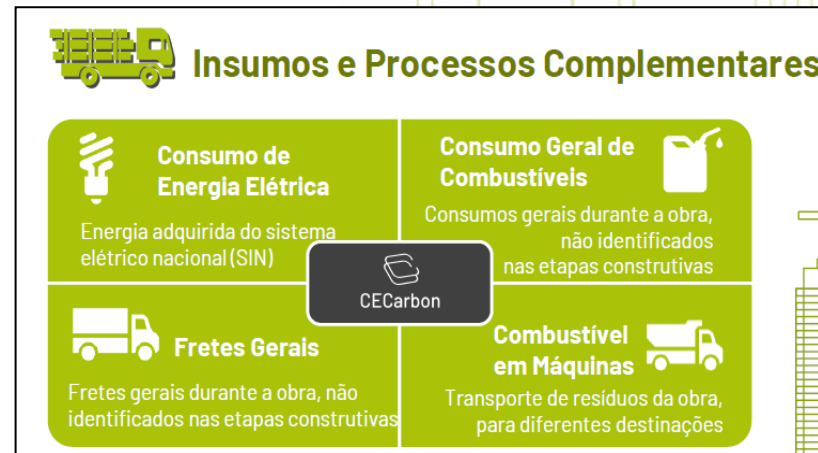 Insumos e Processos Complementares
Consumo de
Energia Elétrica
Energia adquirida do sistema
elétrico nacional (SIN)
Consumo Geral de
Combustíveis
Consumos gerais durante a obra,
não identificados
nas etapas construtivas
CECarbon
Fretes Gerais
Fretes gerais durante a obra, não
identificados nas etapas construtivas
Combustível
em Máquinas
Transporte de resíduos da obra,
para diferentes destinações